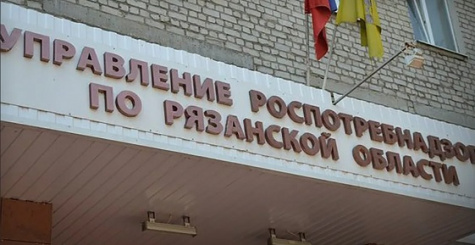 УПРАВЛЕНИЕ РОСПОТРЕБНАДЗОР
ПО РЯЗАНСКОЙ ОБЛАСТИ